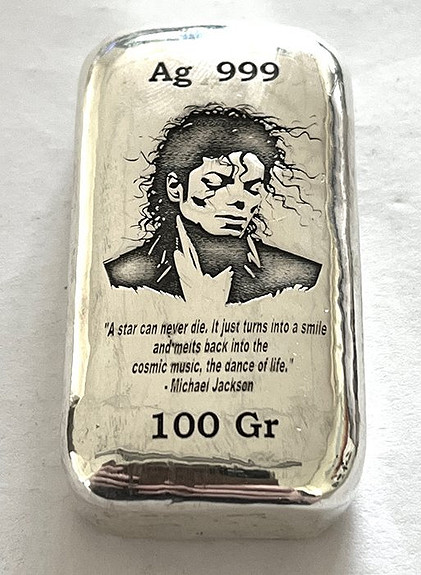 Ag 999
"A star can never die. It just turns into a smile
and melts back into the
cosmic music, the dance of life."
- Michael Jackson
100 Gr